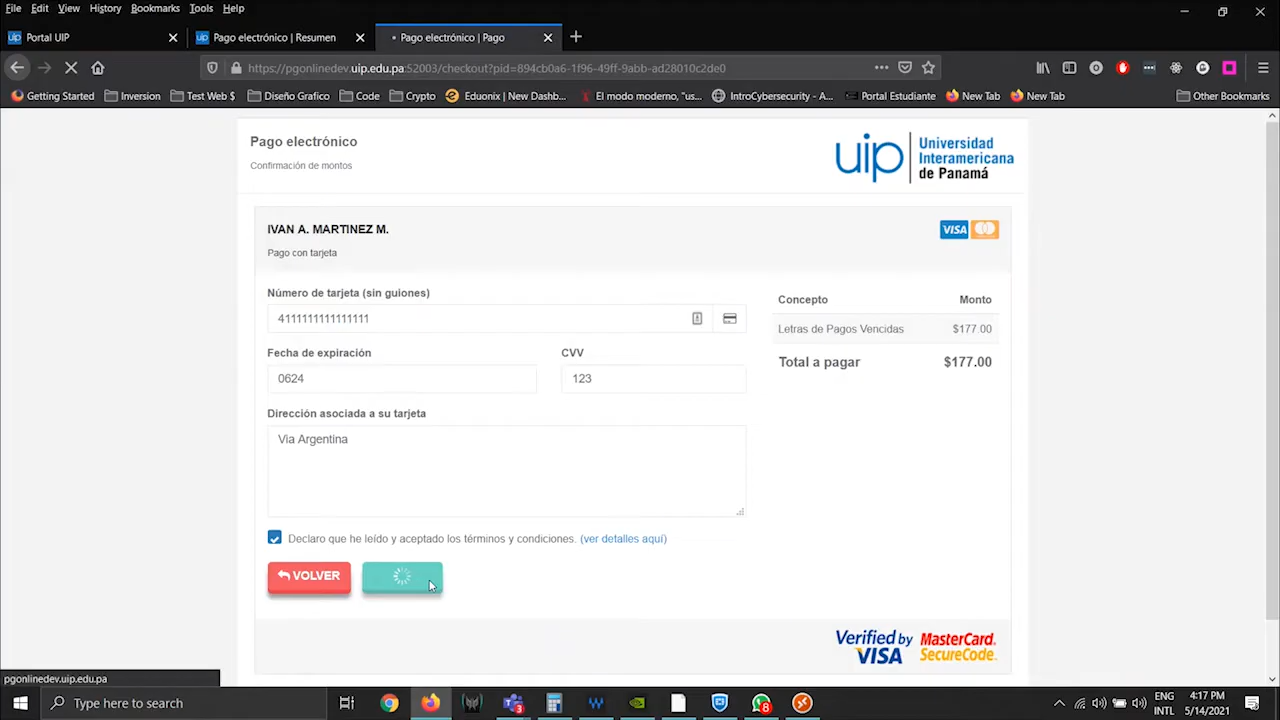 File Edit View History Bookmarks Tools Help
Portal UIP
Pago electrónico | Resumen
Pago electrónico | Pago
https://pgonlinedev.uip.edu.pa:52003/checkout?pid=894cb0a6-1f96-49ff-9abb-ad28010c2de0
Getting Started Inversion Test Web $ Diseño Grafico Code Crypto Eduonix | New Dashb... El modo moderno, "us... IntroCybersecurity - A... Portal Estudiante New Tab New Tab Other Bookmarks
Pago electrónico
Confirmación de montos
uip Universidad
Interamericana
de Panamá
IVAN A. MARTINEZ M.
VISA
Pago con tarjeta
Número de tarjeta (sin guiones)
4111111111111111
Fecha de expiración
CVV
0624
123
Dirección asociada a su tarjeta
Via Argentina
Concepto Monto
Letras de Pagos Vencidas $177.00
Total a pagar $177.00
Declaro que he leído y aceptado los términos y condiciones. (ver detalles aquí)
VOLVER
Verified by
VISA
MasterCard.
SecureCode.
pgonlinedev.uip.edu.pa
Type here to search
3
8
ENG
INTL
4:17 PM
5/14/2021